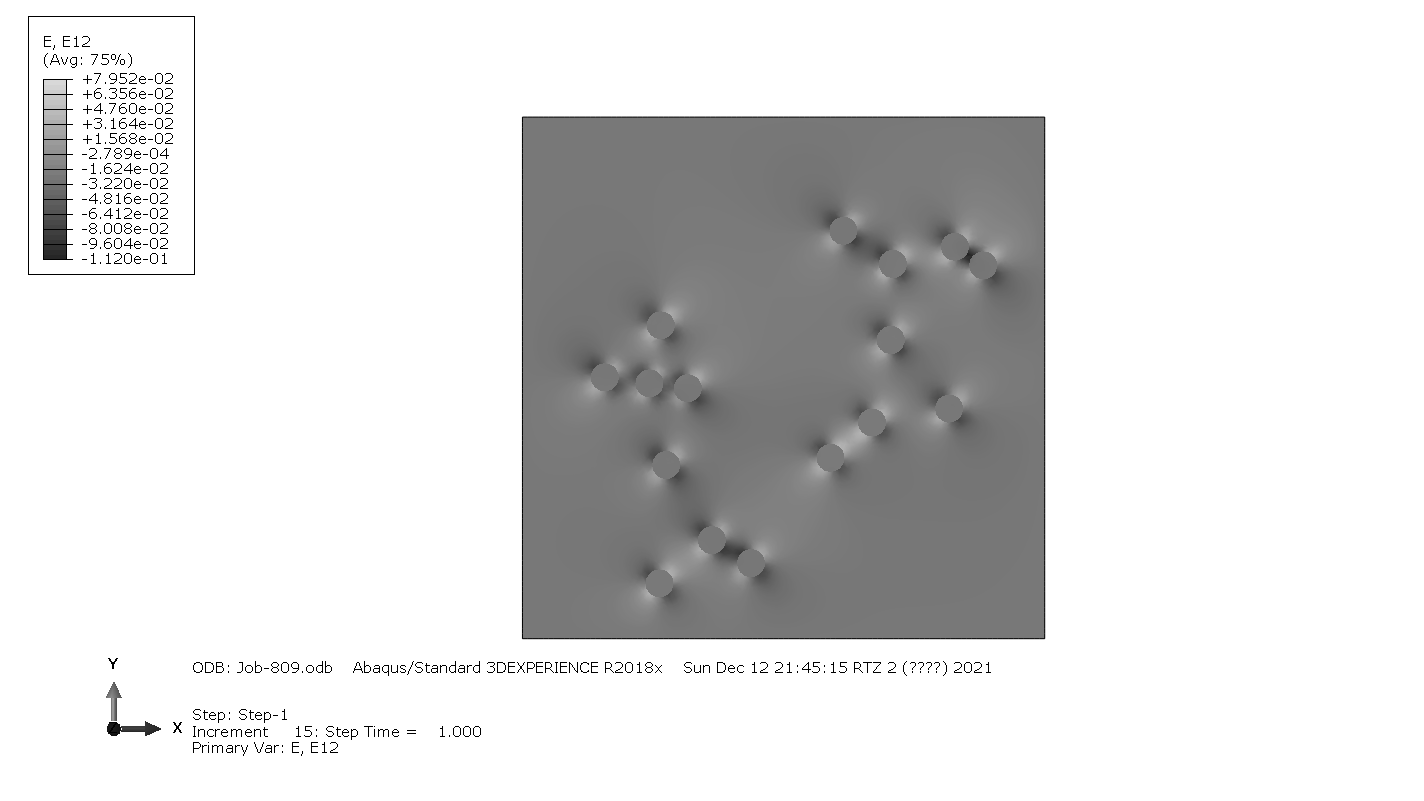 E, E12
(Avg: 75%)
+7.952e-02
+6.356e-02
+4.760e-02
+3.164e-02
+1.568e-02
-2.789e-04
-1.624e-02
-3.220e-02
-4.816e-02
-6.412e-02
-8.008e-02
-9.604e-02
-1.120e-01
Y
X
ODB: Job-809.odb Abaqus/Standard 3DEXPERIENCE R2018x Sun Dec 12 21:45:15 RTZ 2 (????) 2021
Step: Step-1
Increment 15: Step Time = 1.000
Primary Var: E, E12